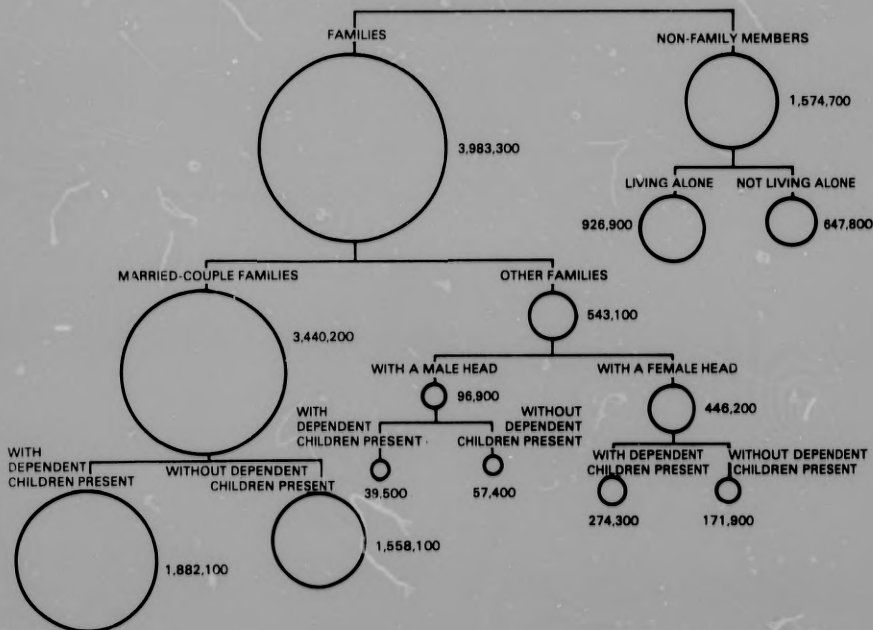 FAMILIES
NON-FAMILY MEMBERS
3,983,300
1,574,700
LIVING ALONE
NOT LIVING ALONE
926,900
647,800
MARRIED-COUPLE FAMILIES
OTHER FAMILIES
3,440,200
543,100
WITH A MALE HEAD
WITH A FEMALE HEAD
96,900
446,200
WITH
DEPENDENT
CHILDREN PRESENT
WITHOUT
DEPENDENT
CHILDREN PRESENT
WITH DEPENDENT
CHILDREN PRESENT
WITHOUT DEPENDENT
CHILDREN PRESENT
39,500
57,400
274,300
171,900
WITH
DEPENDENT
CHILDREN PRESENT
WITHOUT DEPENDENT
CHILDREN PRESENT
1,882,100
1,558,100